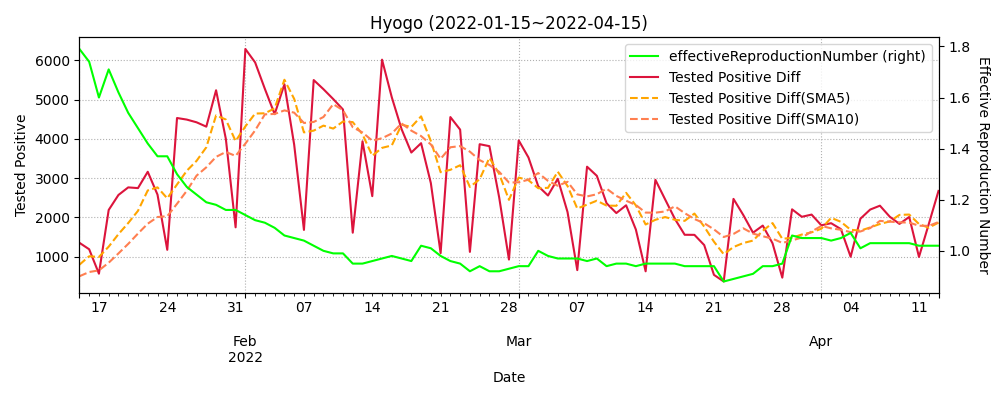 Hyogo (2022-01-15~2022-04-15)
effectiveReproductionNumber (right)
Tested Positive Diff
Tested Positive Diff(SMA5)
Tested Positive Diff(SMA10)
Tested Positive
6000
5000
4000
3000
2000
1000
Effective Reproduction Number
1.8
1.6
1.4
1.2
1.0
17 24 31 07 14 21 28 07 14 21 28 04 11
Feb Mar Apr
2022
Date